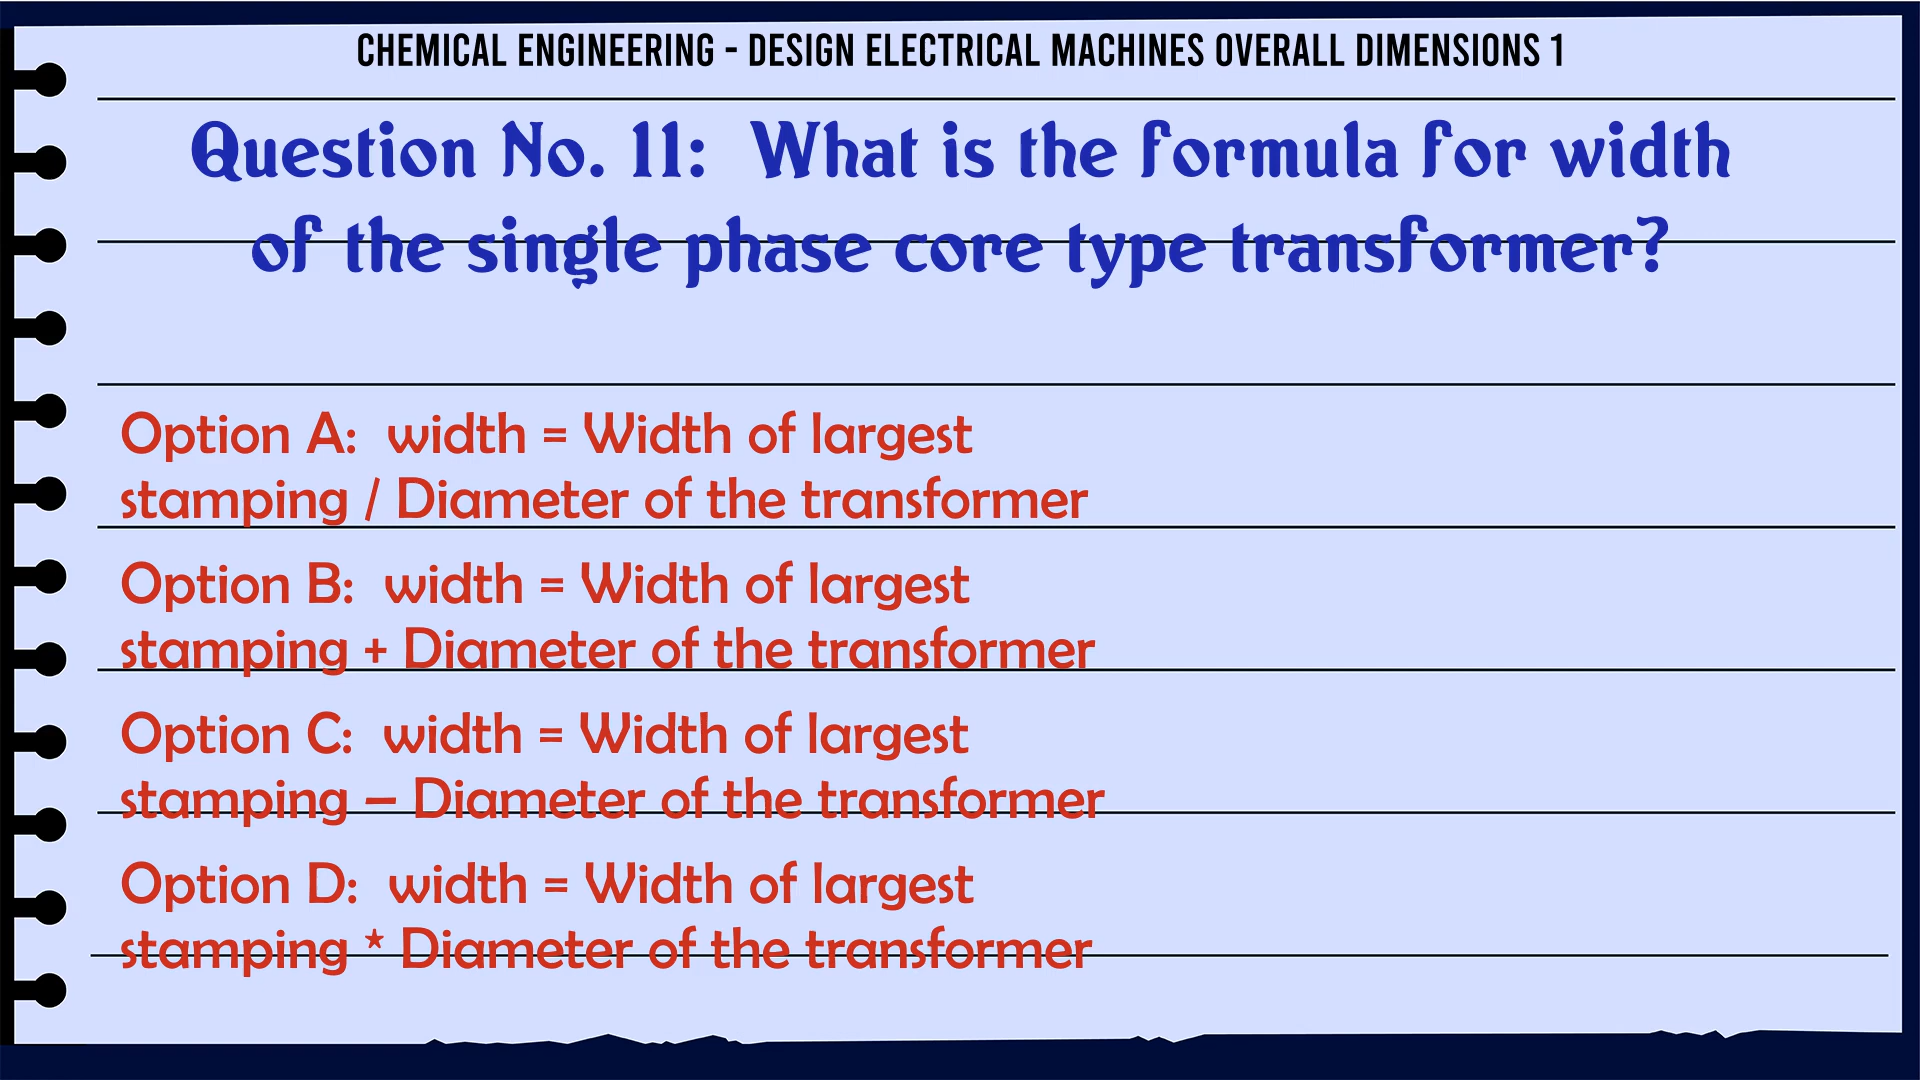 CHEMICAL ENGINEERING - DESIGN ELECTRICAL MACHINES OVERALL DIMENSIONS 1
Question No. 11: What is the formula for width
of the single phase core type transformer?
Option A: width = Width of largest
stamping / Diameter of the transformer
Option B: width = Width of largest
stamping + Diameter of the transformer
Option C: width = Width of largest
stamping – Diameter of the transformer
Option D: width = Width of largest
stamping * Diameter of the transformer